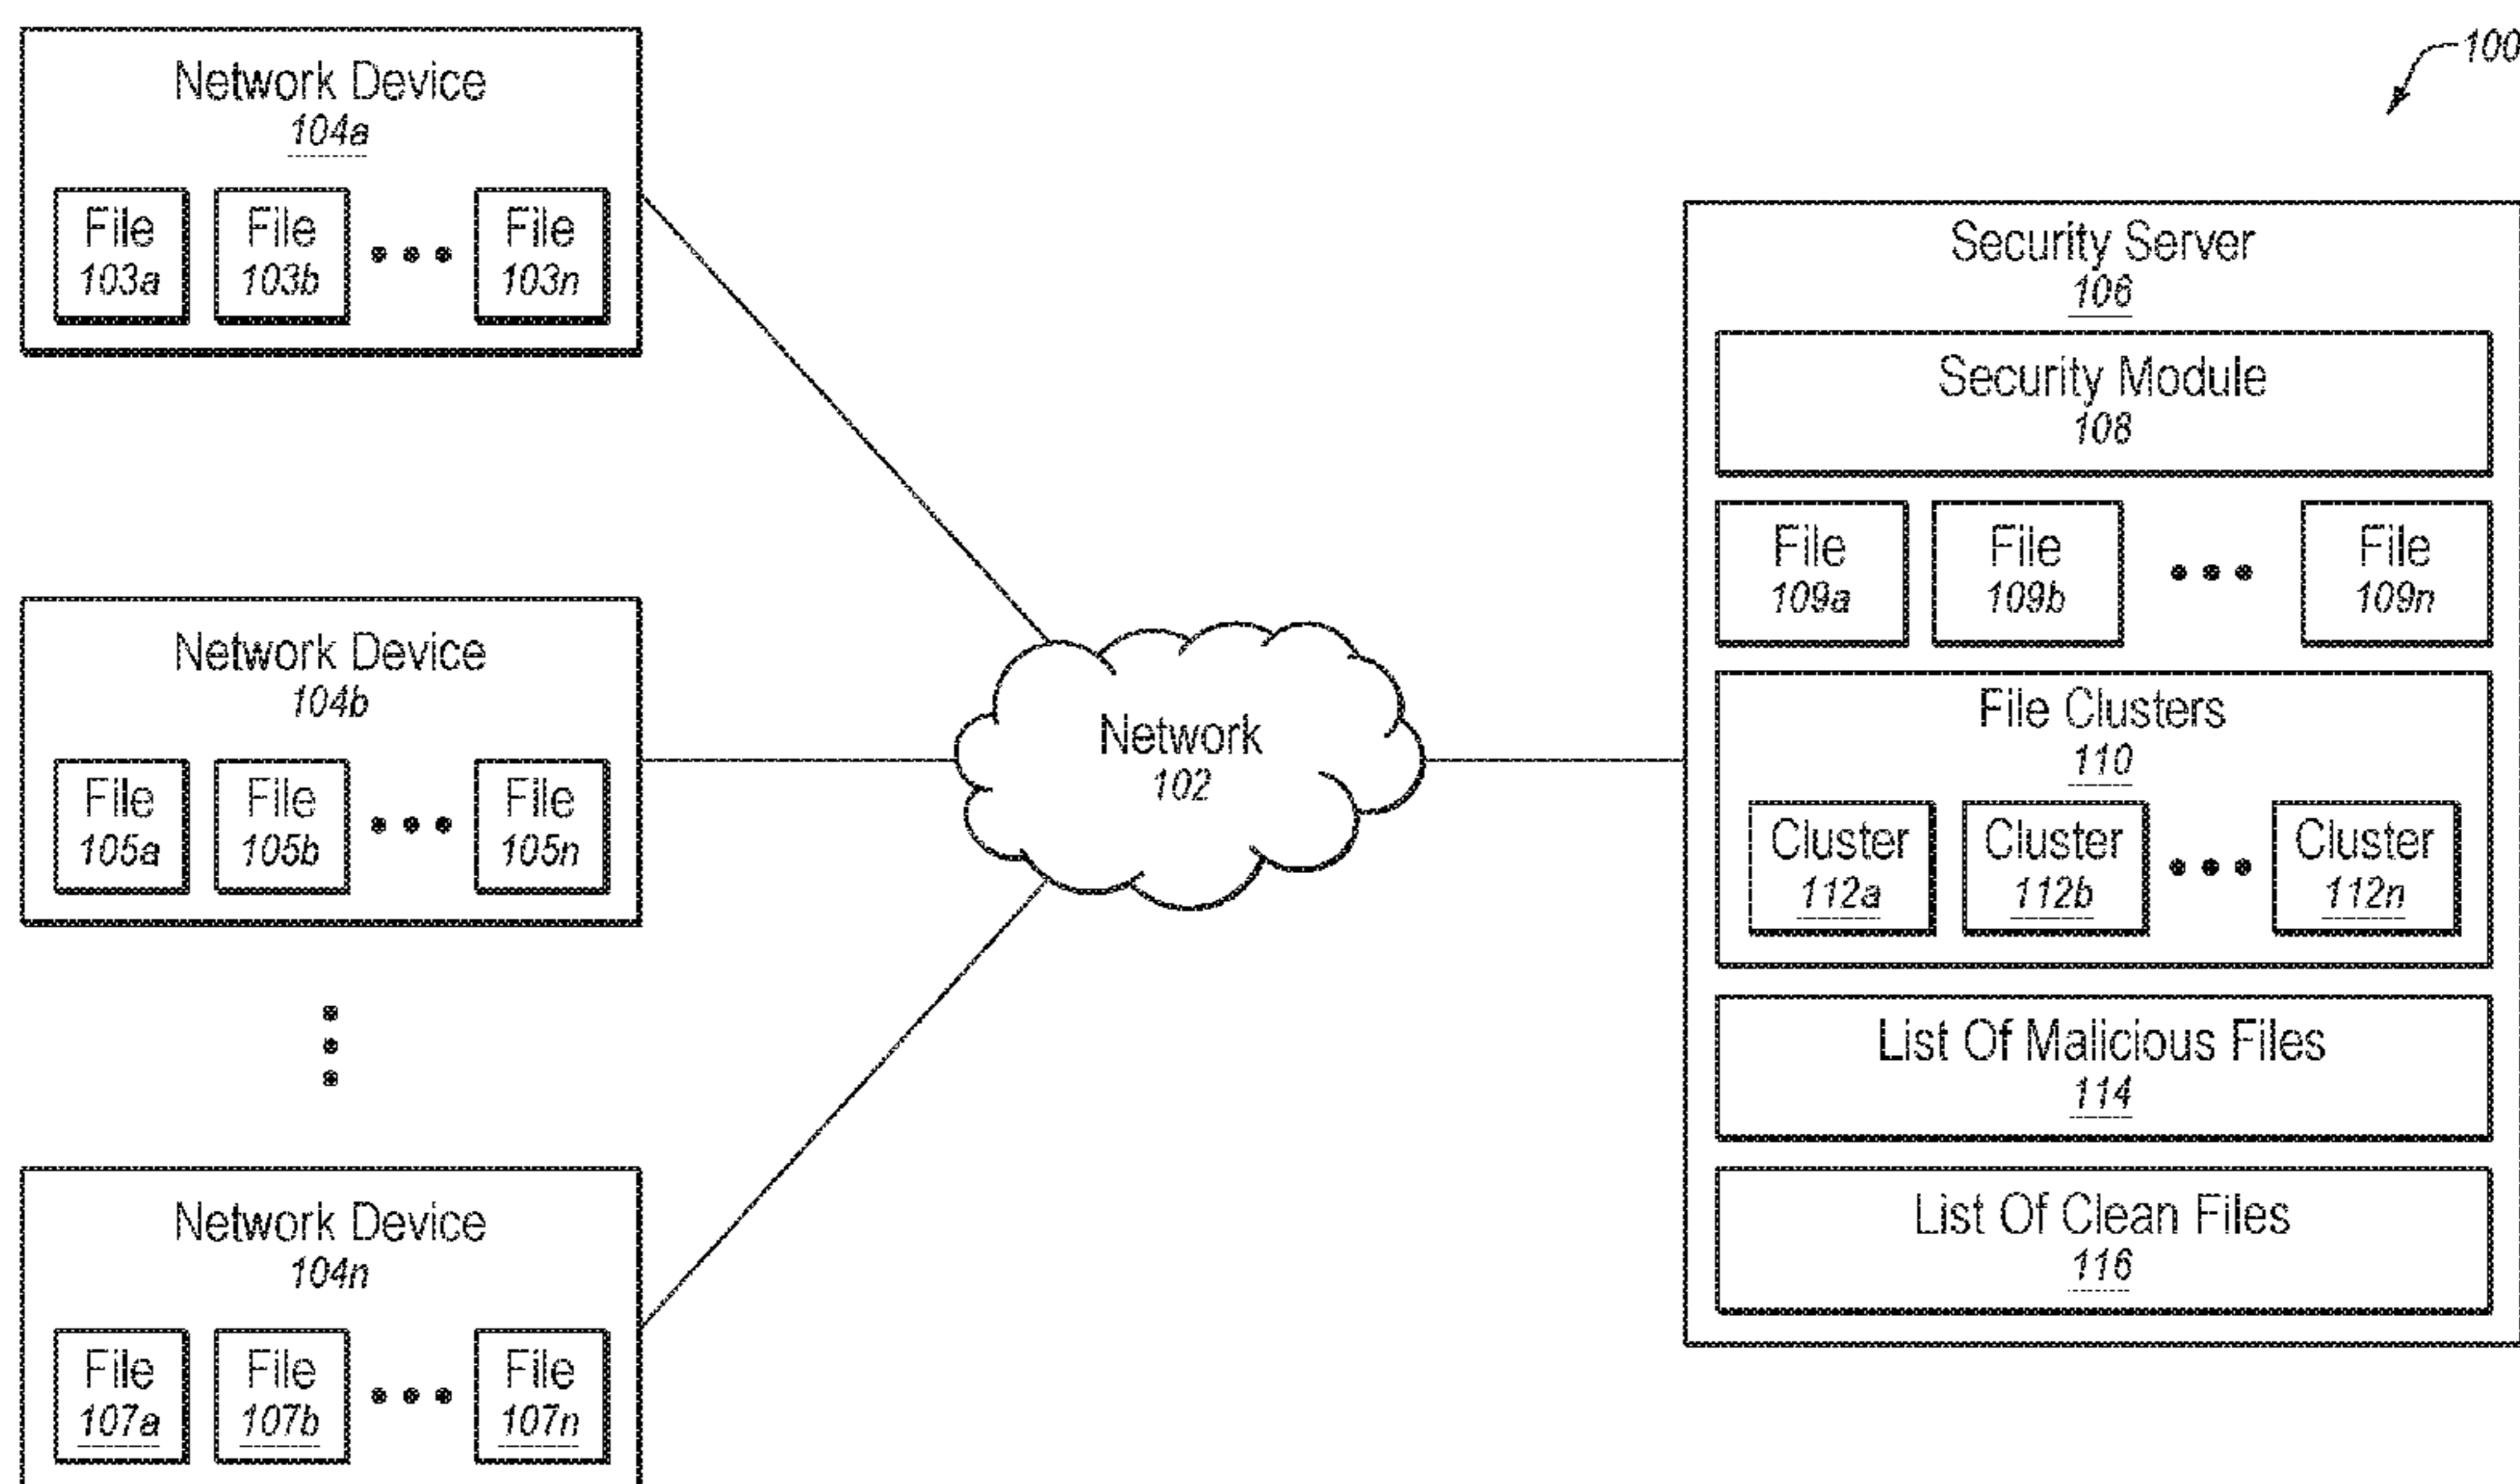 100
Network Device
104a
File
103a
File
103b
File
103n
Network Device
104b
File
105a
File
105b
File
105n
Network Device
104n
File
107a
File
107b
File
107n
Network
102
Security Server
106
Security Module
108
File
109a
File
109b
File
109n
File Clusters
110
Cluster
112a
Cluster
112b
Cluster
112n
List Of Malicious Files
114
List Of Clean Files
116